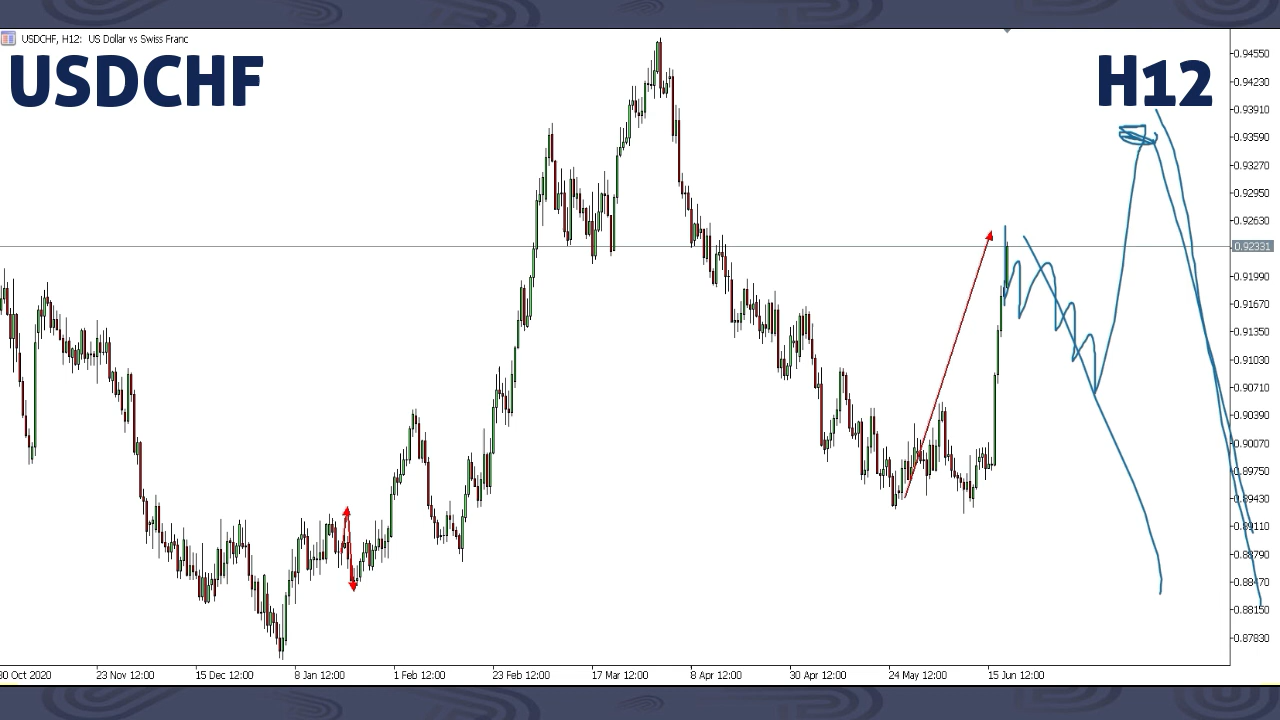 USDCHF, H12: US Dollar vs Swiss Franc
USDCHF
H12
0.94550
0.94230
0.93910
0.93590
0.93270
0.92950
0.92630
0.92331
0.91990
0.91670
0.91350
0.91030
0.90710
0.90390
0.90070
0.89750
0.89430
0.89110
0.88790
0.88470
0.88150
0.87830
30 Oct 2020
23 Nov 12:00
15 Dec 12:00
8 Jan 12:00
1 Feb 12:00
23 Feb 12:00
17 Mar 12:00
8 Apr 12:00
30 Apr 12:00
24 May 12:00
15 Jun 12:00